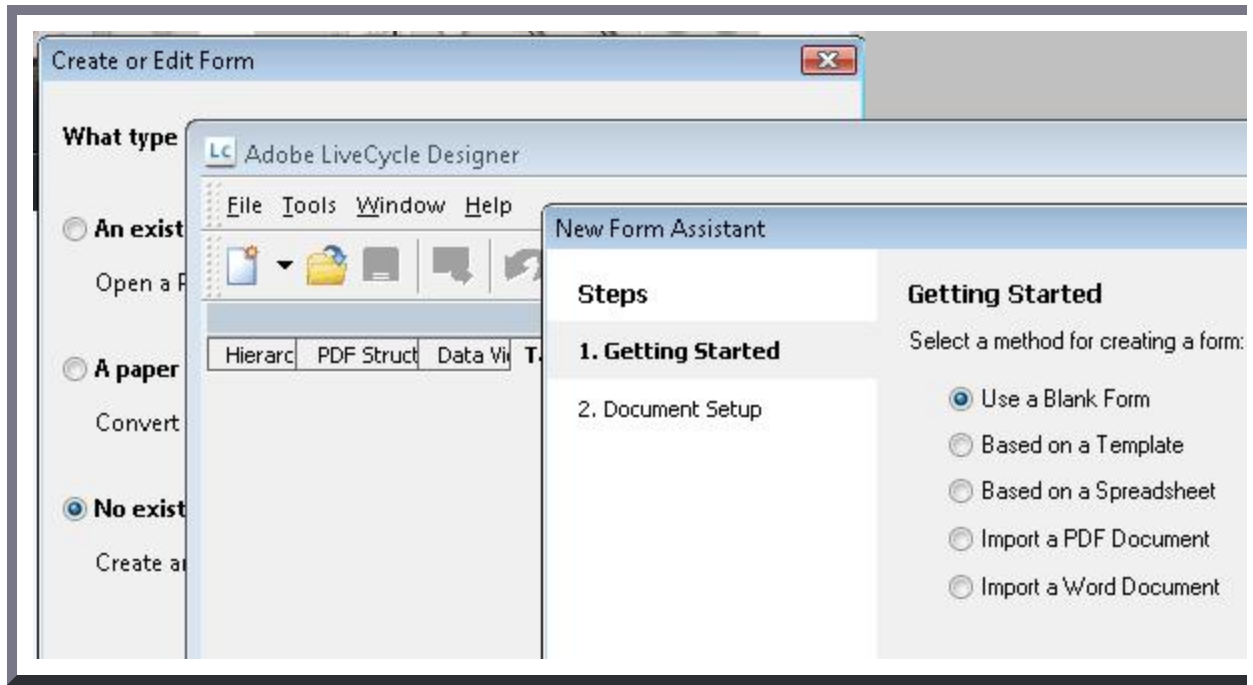 Create or Edit Form
What type
An exist
Open a
A paper
Convert
No exist
Create
LC Adobe LiveCycle Designer
File Tools Window Help
Hierarc PDF Struct Data Vi
New Form Assistant
Steps
1. Getting Started
2. Document Setup
Getting Started
Select a method for creating a form:
Use a Blank Form
Based on a Template
Based on a Spreadsheet
Import a PDF Document
Import a Word Document